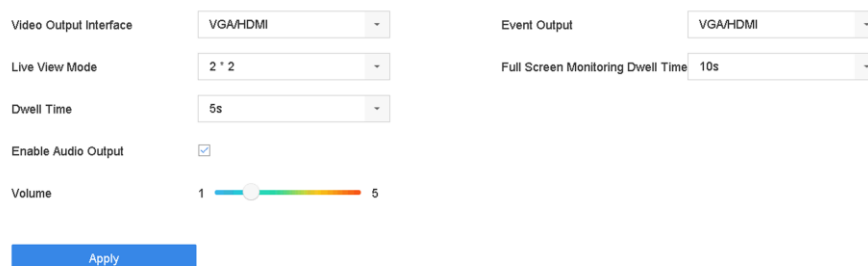 Video Output Interface VGA/HDMI Event Output VGA/HDMI
Live View Mode 2 * 2 Full Screen Monitoring Dwell Time 10s
Dwell Time 5s
Enable Audio Output
Volume 1 5
Apply